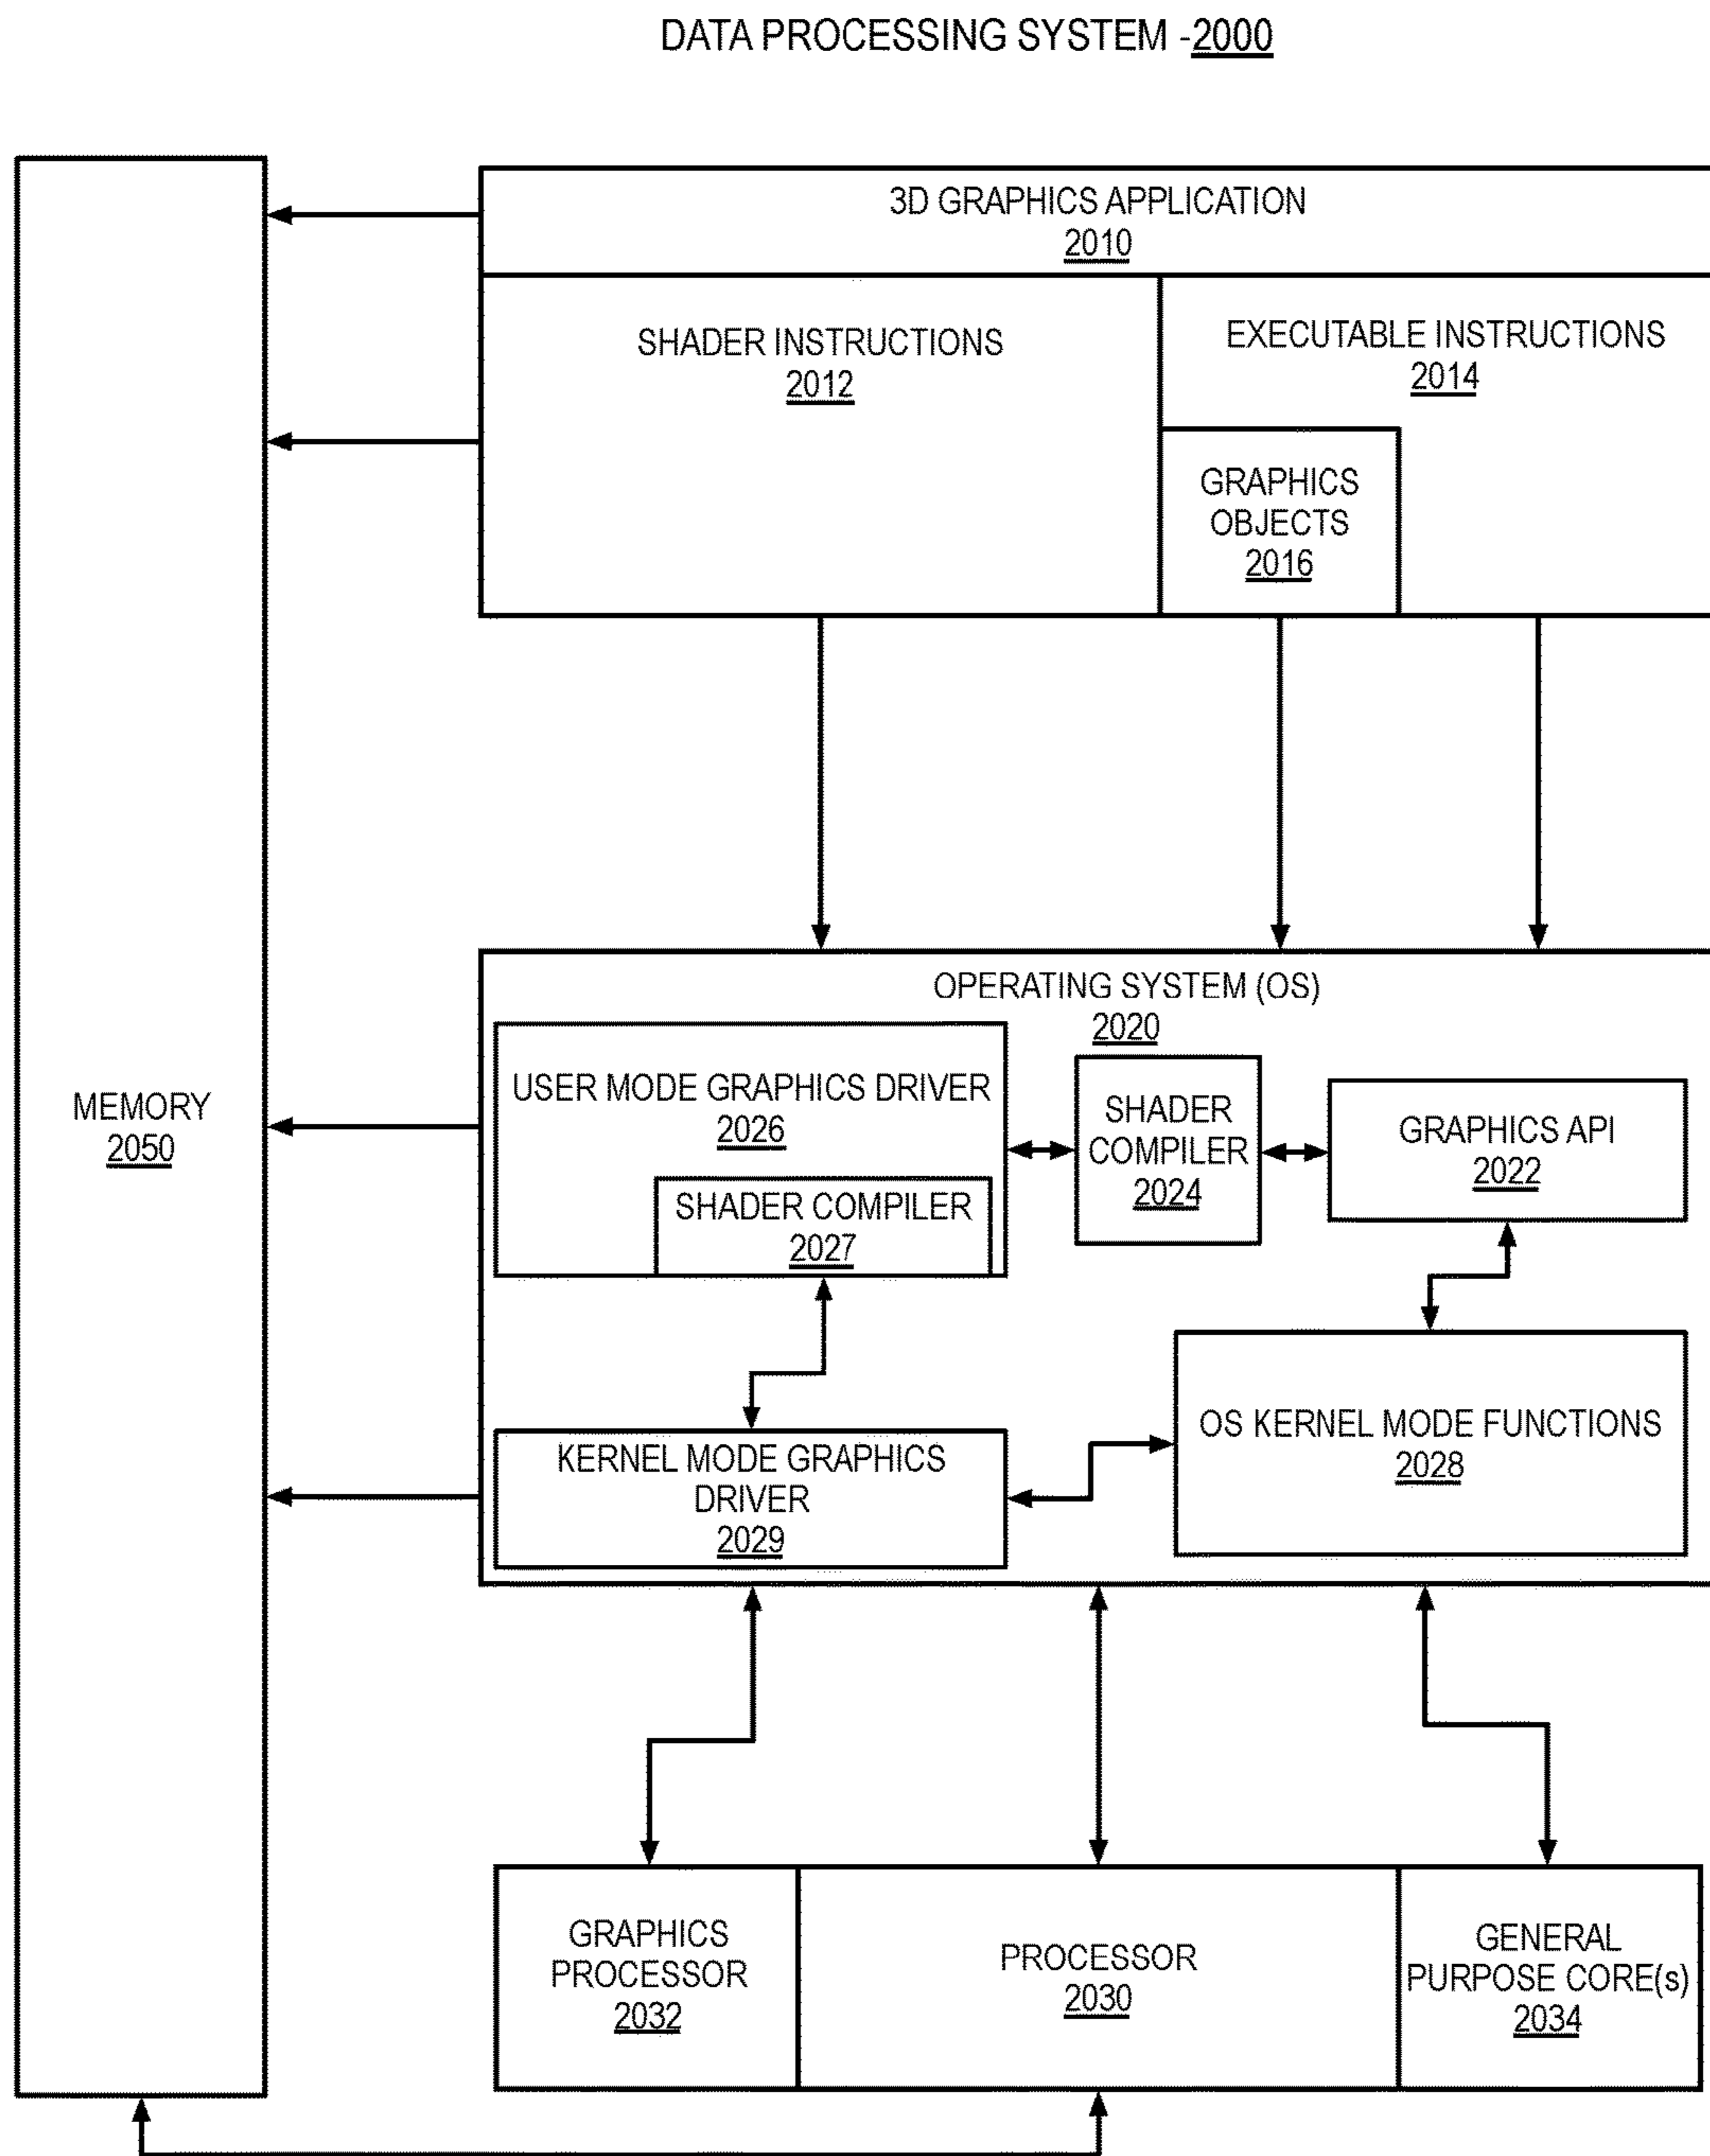 DATA PROCESSING SYSTEM -2000
3D GRAPHICS APPLICATION
2010
SHADER INSTRUCTIONS
2012
EXECUTABLE INSTRUCTIONS
2014
GRAPHICS
OBJECTS
2016
OPERATING SYSTEM (OS)
2020
USER MODE GRAPHICS DRIVER
2026
SHADER COMPILER
2027
SHADER
COMPILER
2024
GRAPHICS API
2022
MEMORY
2050
KERNEL MODE GRAPHICS
DRIVER
2029
OS KERNEL MODE FUNCTIONS
2028
GRAPHICS
PROCESSOR
2032
PROCESSOR
2030
GENERAL
PURPOSE CORE(s)
2034